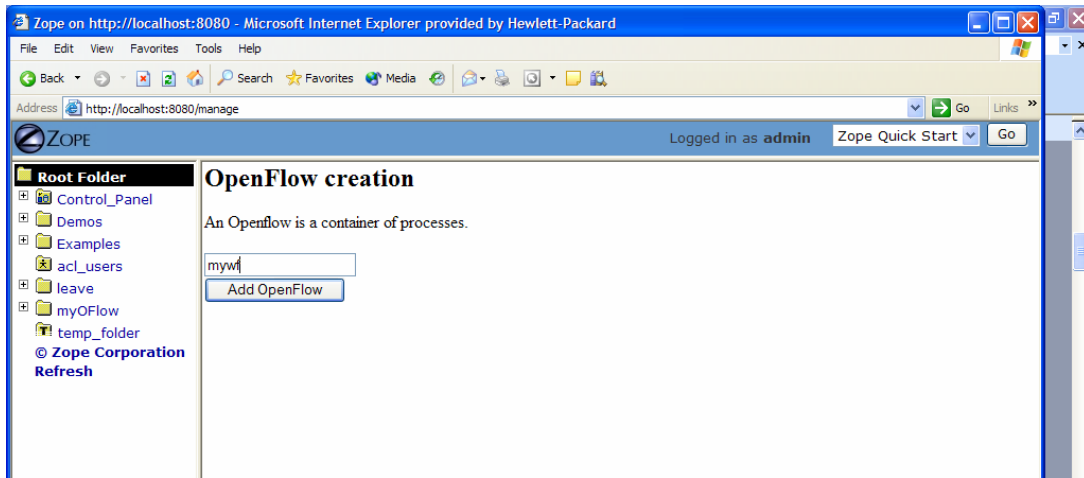 Zope on http://localhost:8080 - Microsoft Internet Explorer provided by Hewlett-Packard
File Edit View Favorites Tools Help
Back Search Favorites Media
Address http://localhost:8080/manage Go Links »
ZOPE Logged in as admin Zope Quick Start Go
Root Folder
Control_Panel
Demos
Examples
acl_users
leave
myOFlow
temp_folder
© Zope Corporation
Refresh
OpenFlow creation
An Openflow is a container of processes.
mywf
Add OpenFlow